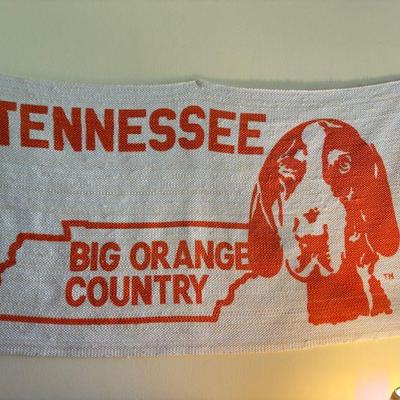 TENNESSEE
BIG ORANGE
COUNTRY
TM